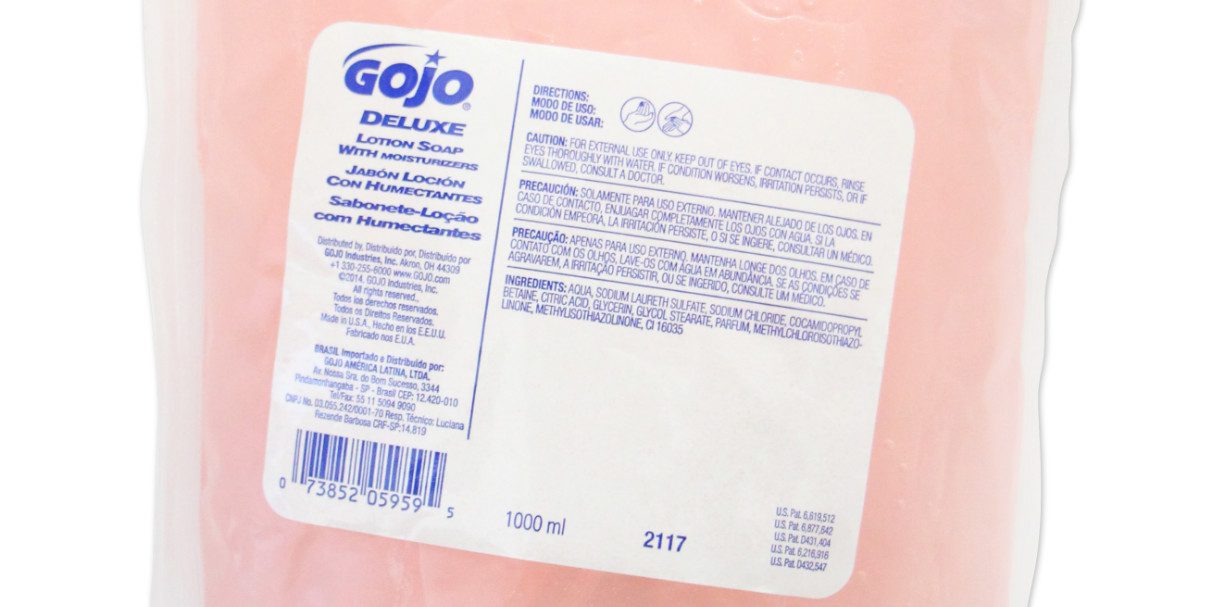 GOJO®
DELUXE
LOTION SOAP
WITH MOISTURIZERS
JABÓN LOCIÓN
CON HUMECTANTES
Sabonete-Loção
com Humectantes
Distributed by, Distribuido por, Distribuído por
GOJO Industries, Inc. Akron, OH 44309
+1 330-255-6000 www.GOJO.com
©2014. GOJO Industries, Inc.
All rights reserved.,
Todos los derechos reservados.
Todos os Direitos Reservados.
Made in U.S.A., Hecho en los E.E.U.U.
Fabricado nos E.U.A.
BRASIL Importado e Distribuído por:
GOJO AMÉRICA LATINA, LTDA.
Av. Nossa Sra. do Bom Sucesso, 3344
Pindamonhangaba - SP - Brasil CEP: 12.420-010
Tel/Fax: 55 11 5094 9090
CNPJ No. 03.055.242/0001-70 Resp. Técnico: Luciana
Rezende Barbosa CRF-SP:14.819
0 73852 05959 5
DIRECTIONS:
MODO DE USO:
MODO DE USAR:
CAUTION: FOR EXTERNAL USE ONLY. KEEP OUT OF EYES. IF CONTACT OCCURS, RINSE
EYES THOROUGHLY WITH WATER. IF CONDITION WORSENS, IRRITATION PERSISTS, OR IF
SWALLOWED, CONSULT A DOCTOR.
PRECAUCIÓN: SOLAMENTE PARA USO EXTERNO. MANTENER ALEJADO DE LOS OJOS. EN
CASO DE CONTACTO, ENJUAGAR COMPLETAMENTE LOS OJOS CON AGUA. SI LA
CONDICIÓN EMPEORA, LA IRRITACIÓN PERSISTE, O SI SE INGIERE, CONSULTAR UN MÉDICO.
PRECAUÇÃO: APENAS PARA USO EXTERNO. MANTENHA LONGE DOS OLHOS. EM CASO DE
CONTATO COM OS OLHOS, LAVE-OS COM ÁGUA EM ABUNDÂNCIA. SE AS CONDIÇÕES SE
AGRAVAREM, A IRRITAÇÃO PERSISTIR, OU SE INGERIDO, CONSULTE UM MÉDICO.
INGREDIENTS: AQUA, SODIUM LAURETH SULFATE, SODIUM CHLORIDE, COCAMIDOPROPYL
BETAINE, CITRIC ACID, GLYCERIN, GLYCOL STEARATE, PARFUM, METHYLCHLOROISOTHIAZO-
LINONE, METHYLISOTHIAZOLINONE, CI 16035
1000 ml
2117
U.S. Pat. 6,619,512
U.S. Pat. 6,877,642
U.S. Pat. D431,404
U.S. Pat. 6,216,916
U.S. Pat. D432,547